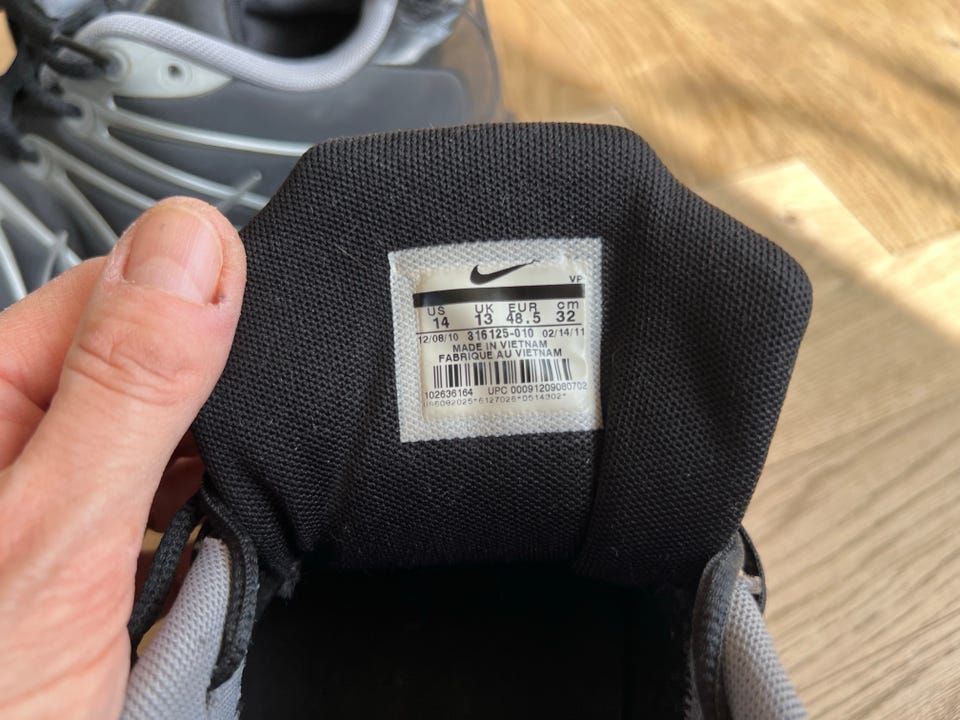 VP
US UK EUR cm
14 13 48.5 32
12/08/10 316125-010 02/14/11
MADE IN VIETNAM
FABRIQUE AU VIETNAM
102636164 UPC 00091209080702